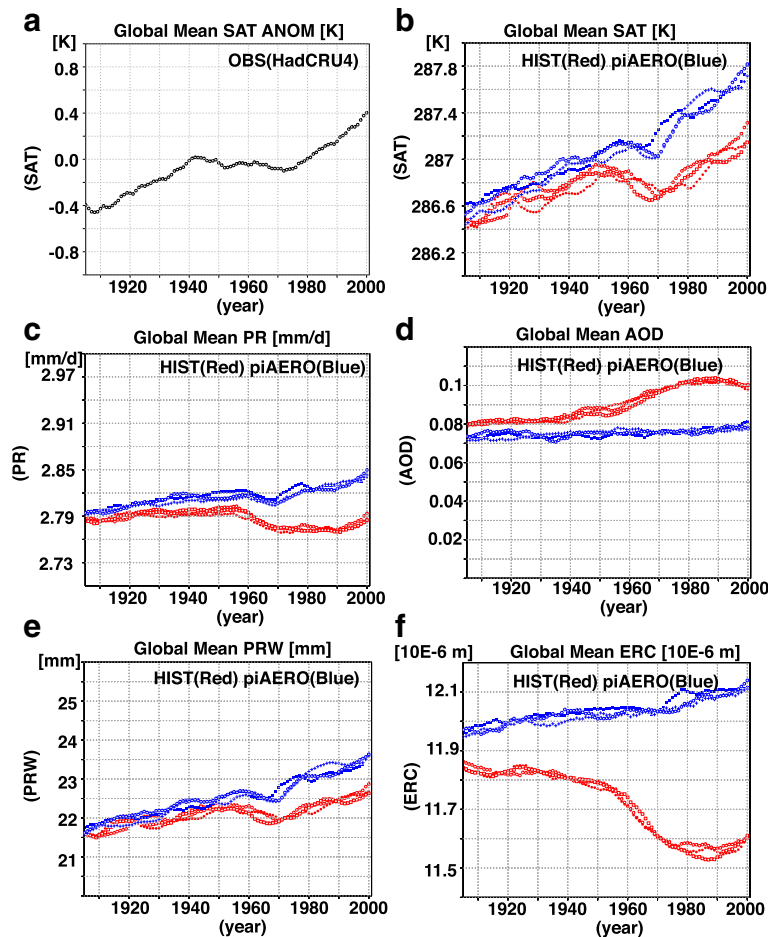 a
Global Mean SAT ANOM [K]
[K]
OBS(HadCRU4)
0.8
0.4
0.0
-0.4
-0.8
(SAT)
1920 1940 1960 1980 2000
(year)
b
Global Mean SAT [K]
[K]
HIST(Red) piAERO(Blue)
287.8
287.4
287
286.6
286.2
(SAT)
1920 1940 1960 1980 2000
(year)
c
Global Mean PR [mm/d]
[mm/d]
HIST(Red) piAERO(Blue)
2.97
2.91
2.85
2.79
2.73
(PR)
1920 1940 1960 1980 2000
(year)
d
Global Mean AOD
HIST(Red) piAERO(Blue)
0.1
0.08
0.06
0.04
0.02
(AOD)
1920 1940 1960 1980 2000
(year)
e
Global Mean PRW [mm]
[mm]
HIST(Red) piAERO(Blue)
25
24
23
22
21
(PRW)
1920 1940 1960 1980 2000
(year)
f
[10E-6 m] Global Mean ERC [10E-6 m]
HIST(Red) piAERO(Blue)
12.1
11.9
11.7
11.5
(ERC)
1920 1940 1960 1980 2000
(year)